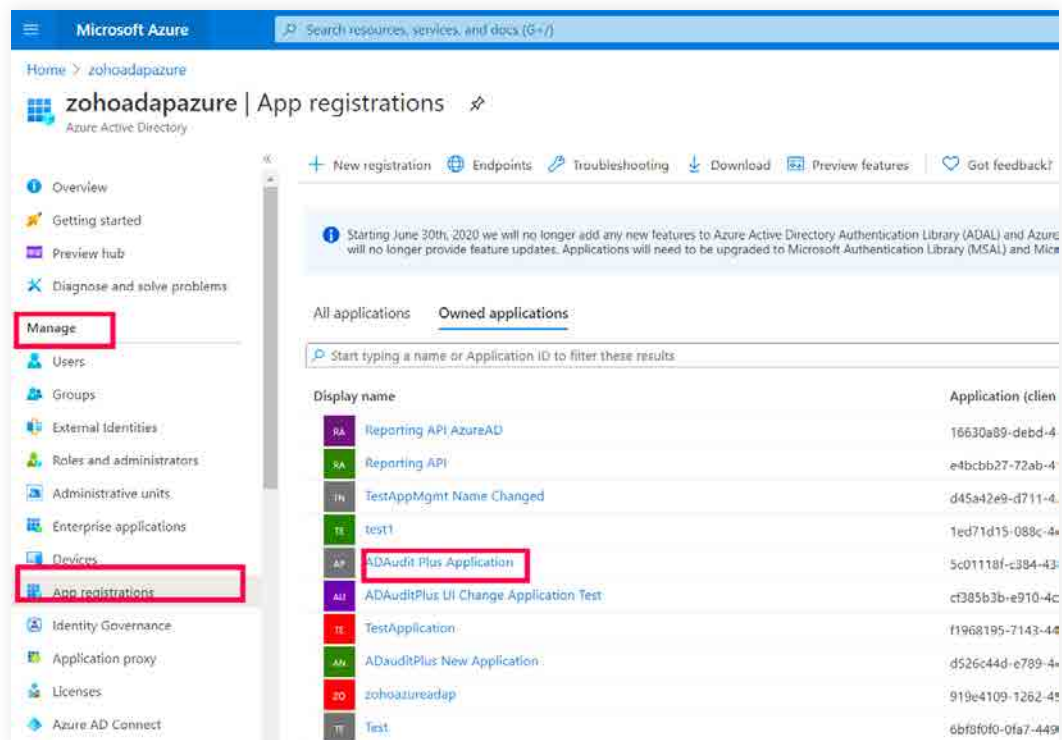 Microsoft Azure
Search resources, services, and docs (G+/)
Home > zohoadapazure
zohoadapazure | App registrations
Azure Active Directory
New registration Endpoints Troubleshooting Download Preview features Got feedback?
Overview
Getting started
Preview hub
Diagnose and solve problems
Manage
Users
Groups
External Identities
Roles and administrators
Administrative units
Enterprise applications
Devices
App registrations
Identity Governance
Application proxy
Licenses
Azure AD Connect
Starting June 30th, 2020 we will no longer add any new features to Azure Active Directory Authentication Library (ADAL) and Azure
will no longer provide feature updates. Applications will need to be upgraded to Microsoft Authentication Library (MSAL) and Micr
All applications Owned applications
Start typing a name or Application ID to filter these results
Display name Application (clien
RA Reporting API AzureAD 16630a89-debd-4
RA Reporting API e4bcbb27-72ab-4
TN TestAppMgmt Name Changed d45a42e9-d711-4
TE test1 1ed71d15-088c-4
AP ADAudit Plus Application 5c01118f-c384-43
AU ADAuditPlus UI Change Application Test cf385b3b-e910-4c
TE TestApplication f1968195-7143-44
AN ADauditPlus New Application d526c44d-e789-4
ZO zohoazureadap 919e4109-1262-45
TE Test 6bf8f0f0-0fa7-449